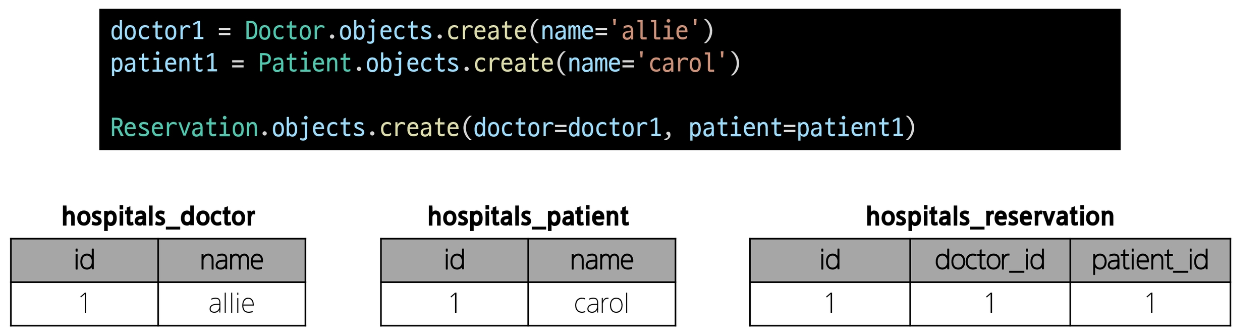 doctor1 = Doctor.objects.create(name='allie')
patient1 = Patient.objects.create(name='carol')
Reservation.objects.create(doctor=doctor1, patient=patient1)
hospitals_doctor
id name
1 allie
hospitals_patient
id name
1 carol
hospitals_reservation
id doctor_id patient_id
1 1 1